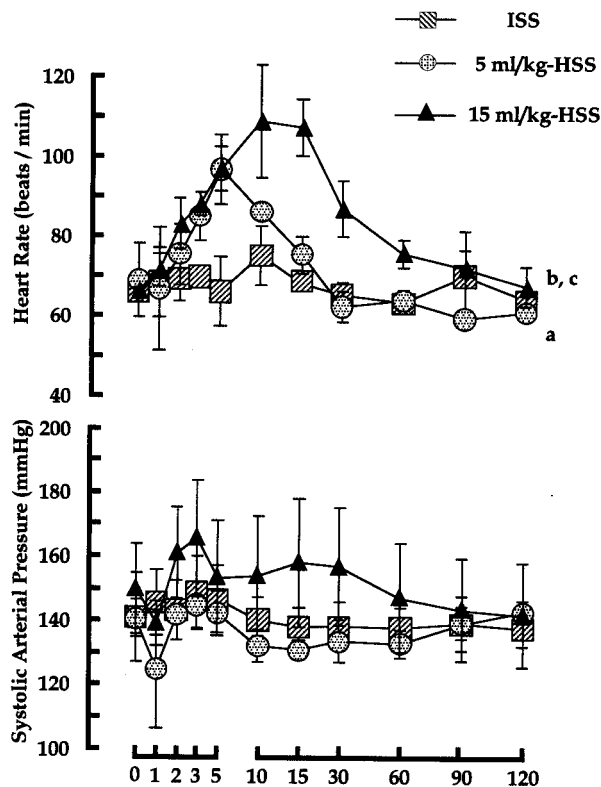 ISS
5 ml/kg-HSS
15 ml/kg-HSS
Heart Rate (beats / min)
120
100
80
60
40
b, c
a
Systolic Arterial Pressure (mmHg)
200
180
160
140
120
100
0 1 2 3 5 10 15 30 60 90 120